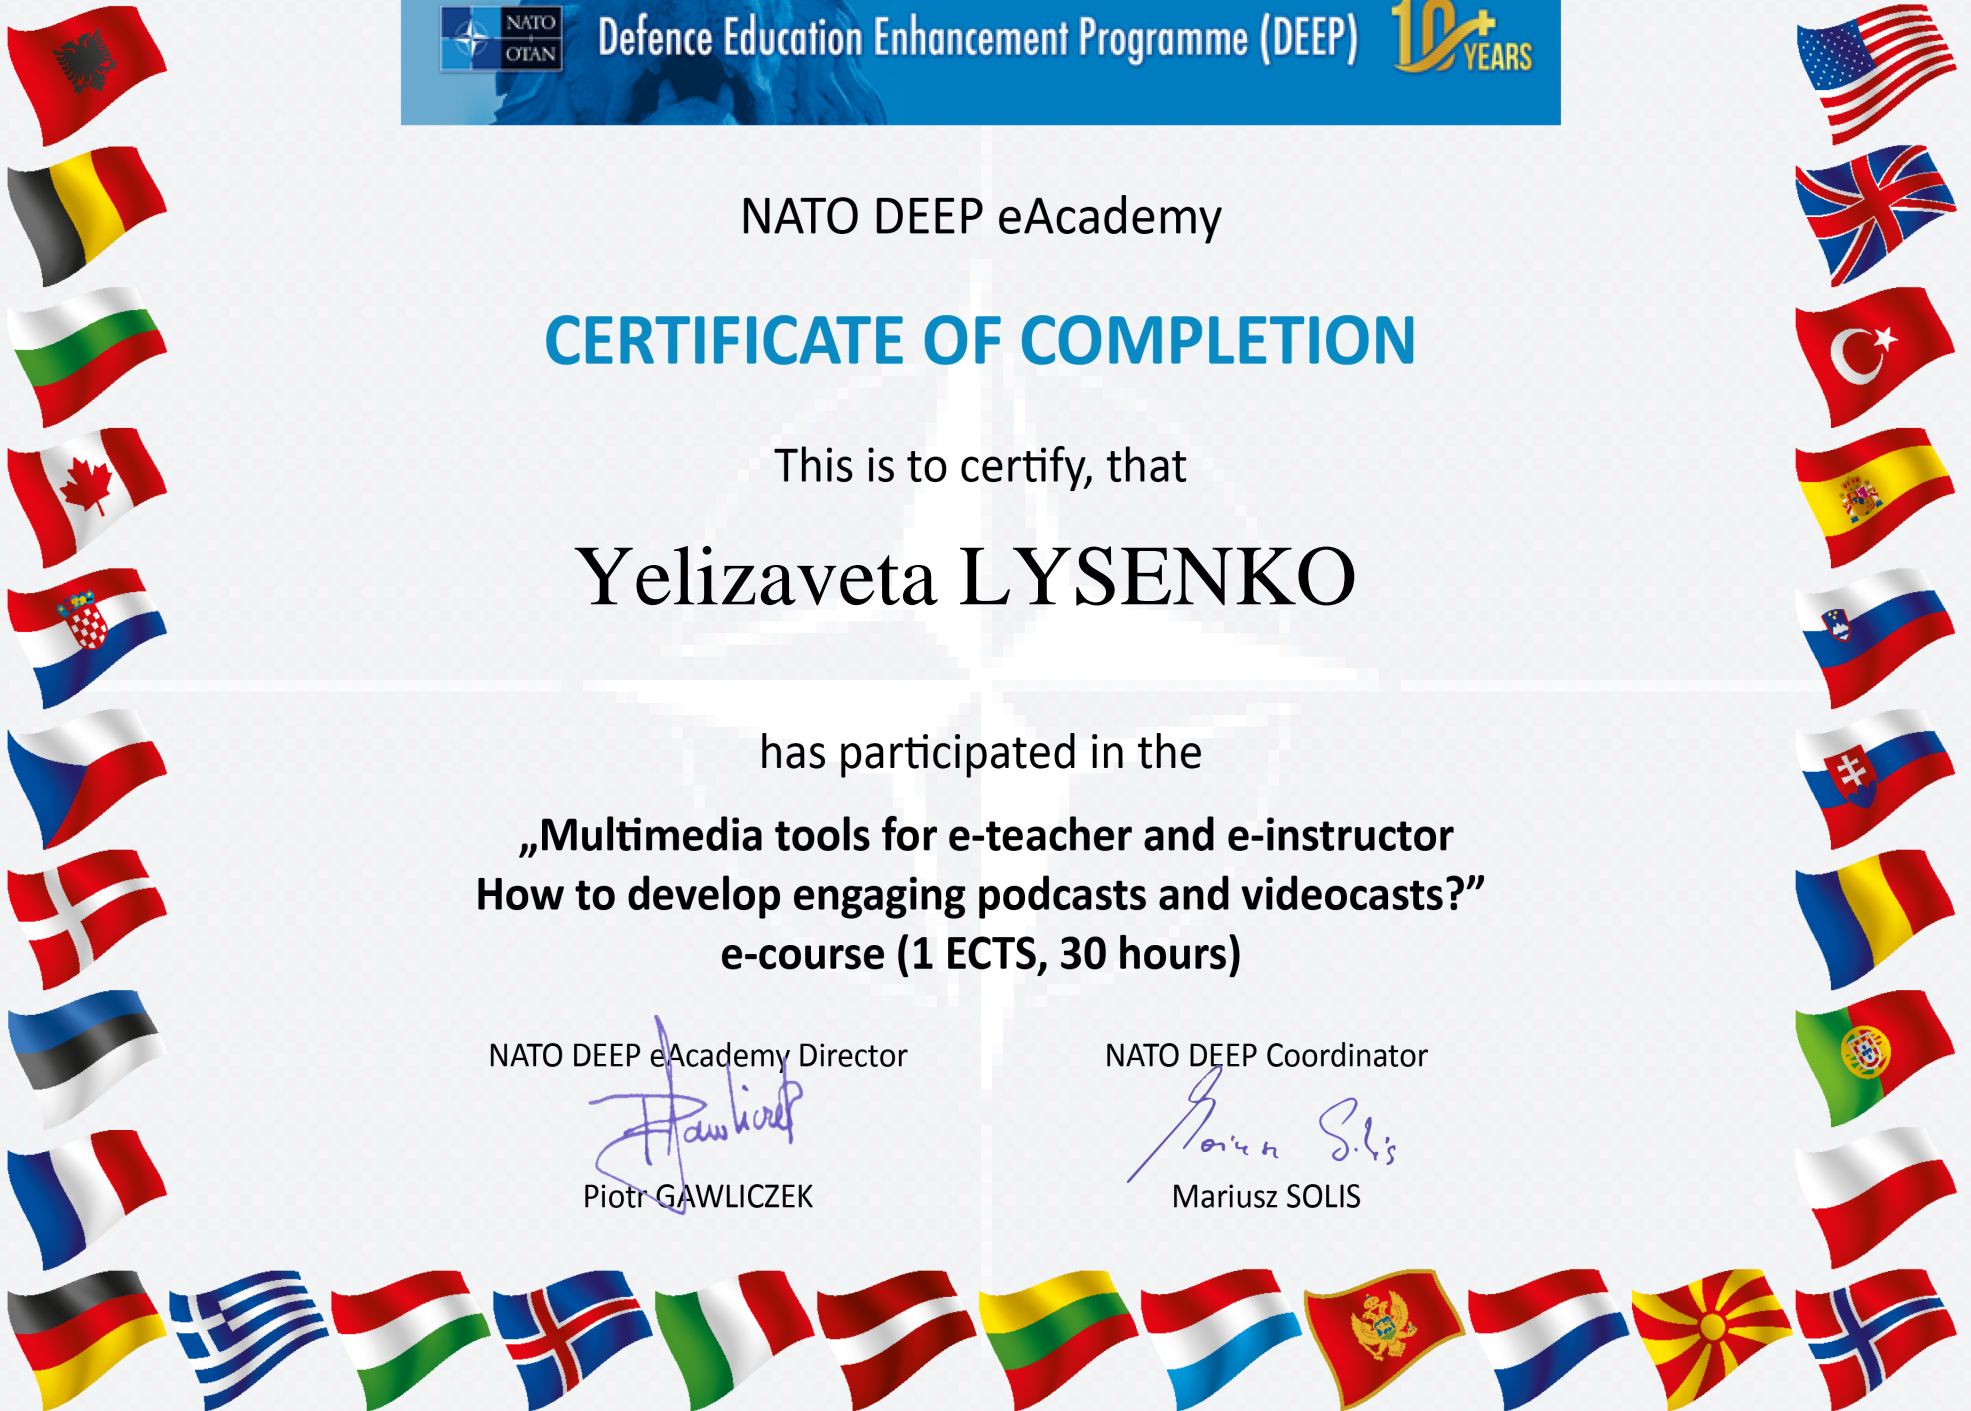 NATO
OTAN
Defence Education Enhancement Programme (DEEP)
10+
YEARS
NATO DEEP eAcademy
CERTIFICATE OF COMPLETION
This is to certify, that
Yelizaveta LYSENKO
has participated in the
„Multimedia tools for e-teacher and e-instructor
How to develop engaging podcasts and videocasts?”
e-course (1 ECTS, 30 hours)
NATO DEEP eAcademy Director
NATO DEEP Coordinator
Piotr GAWLICZEK
Mariusz SOLIS